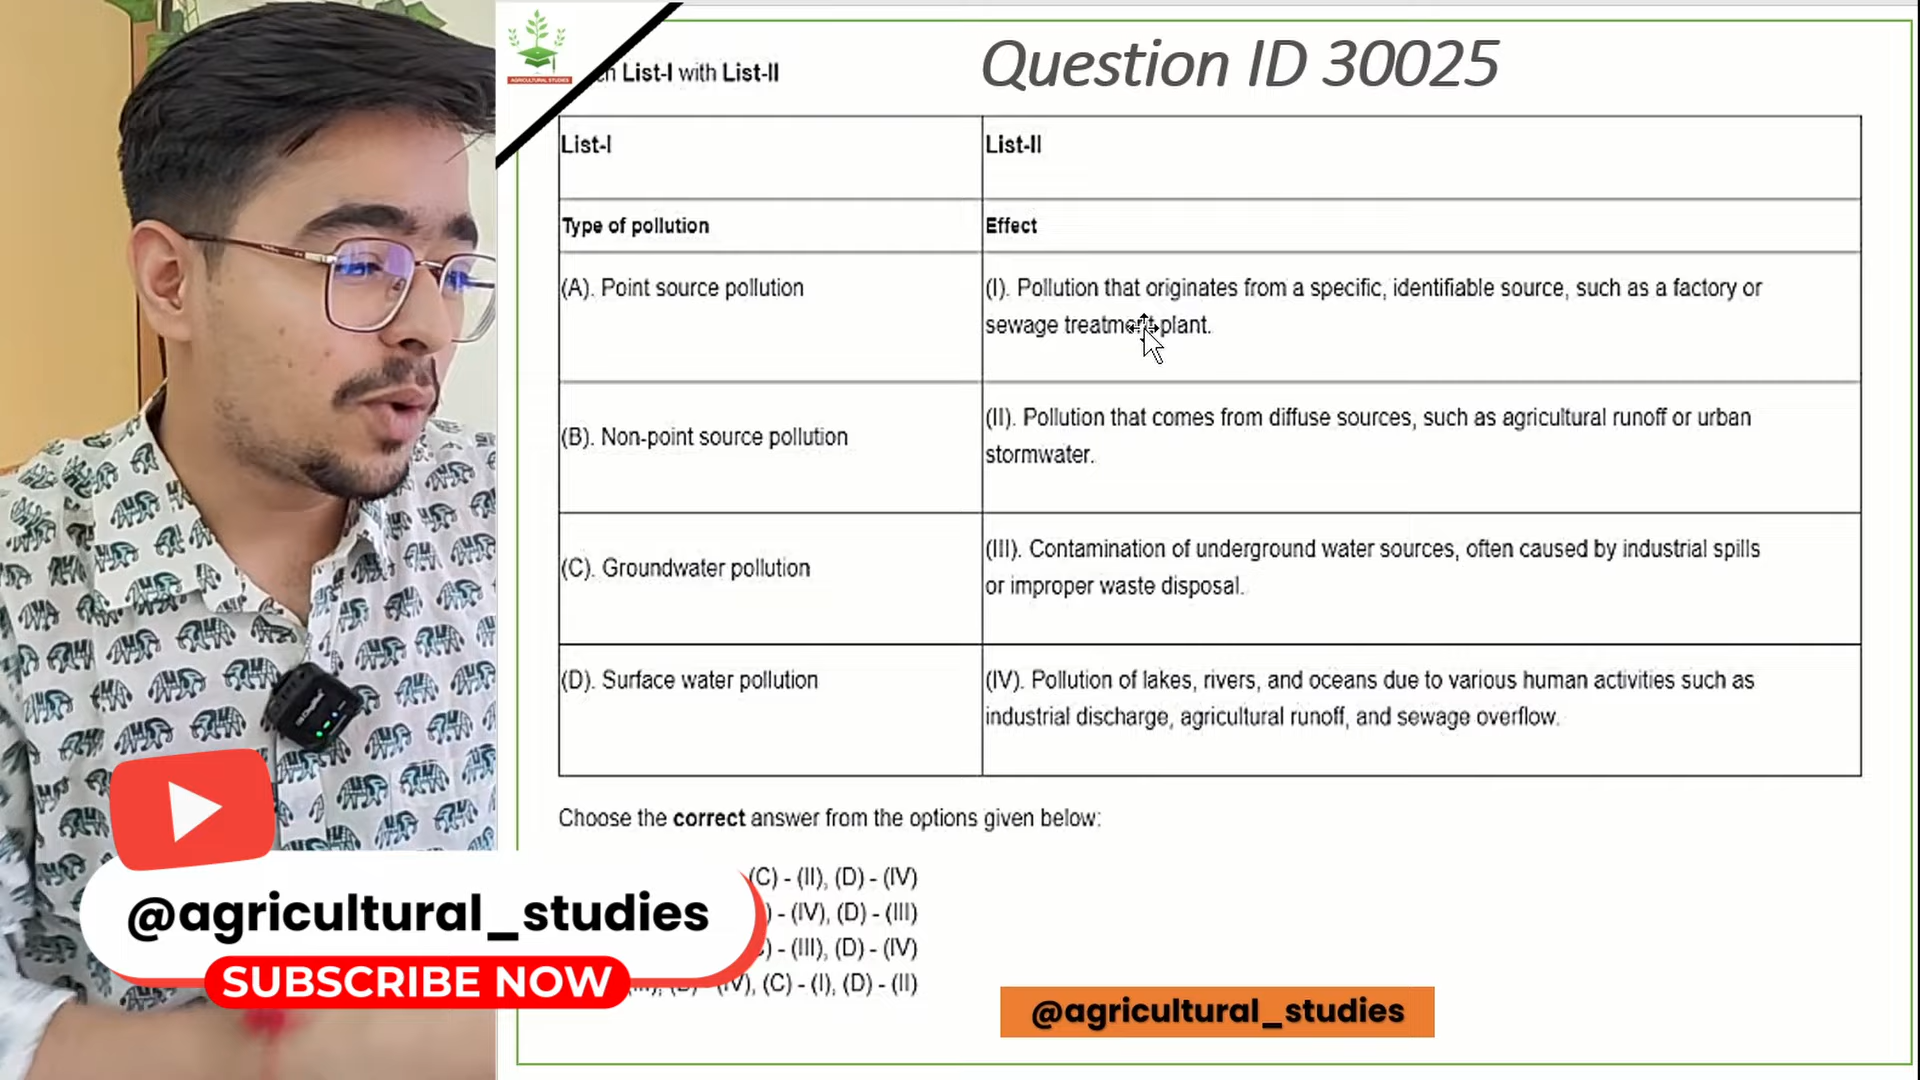 AGRICULTURAL STUDIES
List-I with List-II
Question ID 30025
List-I
List-II
Type of pollution
Effect
(A). Point source pollution
(I). Pollution that originates from a specific, identifiable source, such as a factory or
sewage treatment plant.
(B). Non-point source pollution
(II). Pollution that comes from diffuse sources, such as agricultural runoff or urban
stormwater.
(C). Groundwater pollution
(III). Contamination of underground water sources, often caused by industrial spills
or improper waste disposal.
(D). Surface water pollution
(IV). Pollution of lakes, rivers, and oceans due to various human activities such as
industrial discharge, agricultural runoff, and sewage overflow.
Choose the correct answer from the options given below:
(C) - (II), (D) - (IV)
- (IV), (D) - (III)
- (III), (D) - (IV)
(IV), (C) - (I), (D) - (II)
@agricultural_studies
SUBSCRIBE NOW
@agricultural_studies